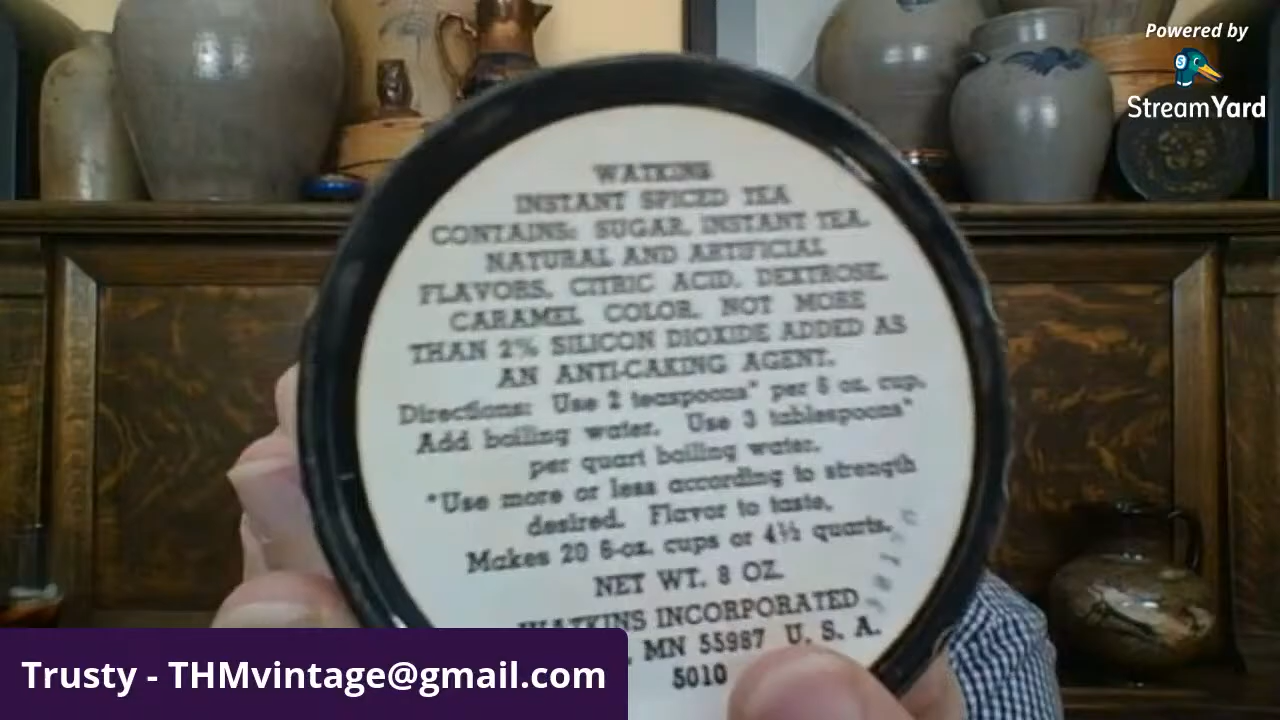 Powered by
StreamYard
WATKINS
INSTANT SPICED TEA
CONTAINS: SUGAR, INSTANT TEA,
NATURAL AND ARTIFICIAL
FLAVORS, CITRIC ACID, DEXTROSE,
CARAMEL COLOR, NOT MORE
THAN 2% SILICON DIOXIDE ADDED AS
AN ANTI-CAKING AGENT.
Directions: Use 2 teaspoons* per 6 oz. cup.
Add boiling water. Use 3 tablespoons*
per quart boiling water.
*Use more or less according to strength
desired. Flavor to taste.
Makes 20 6-oz. cups or 4½ quarts.
NET WT. 8 OZ.
WATKINS INCORPORATED
MN 55987 U. S. A.
5010
Trusty - THMvintage@gmail.com